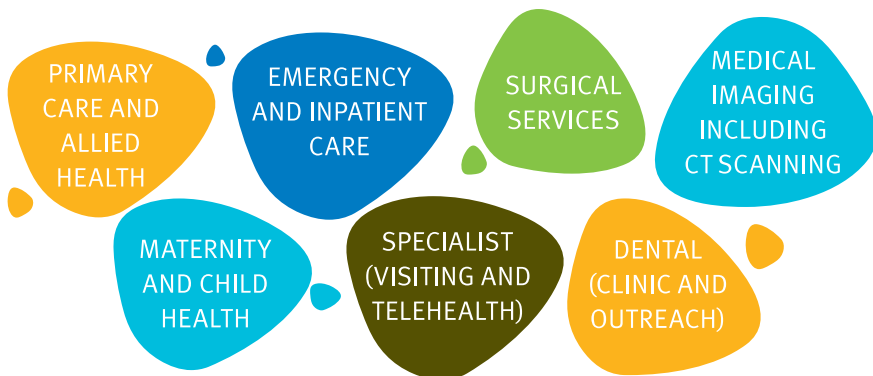 PRIMARY
CARE AND
ALLIED
HEALTH
EMERGENCY
AND INPATIENT
CARE
SURGICAL
SERVICES
MEDICAL
IMAGING
INCLUDING
CT SCANNING
MATERNITY
AND CHILD
HEALTH
SPECIALIST
(VISITING AND
TELEHEALTH)
DENTAL
(CLINIC AND
OUTREACH)